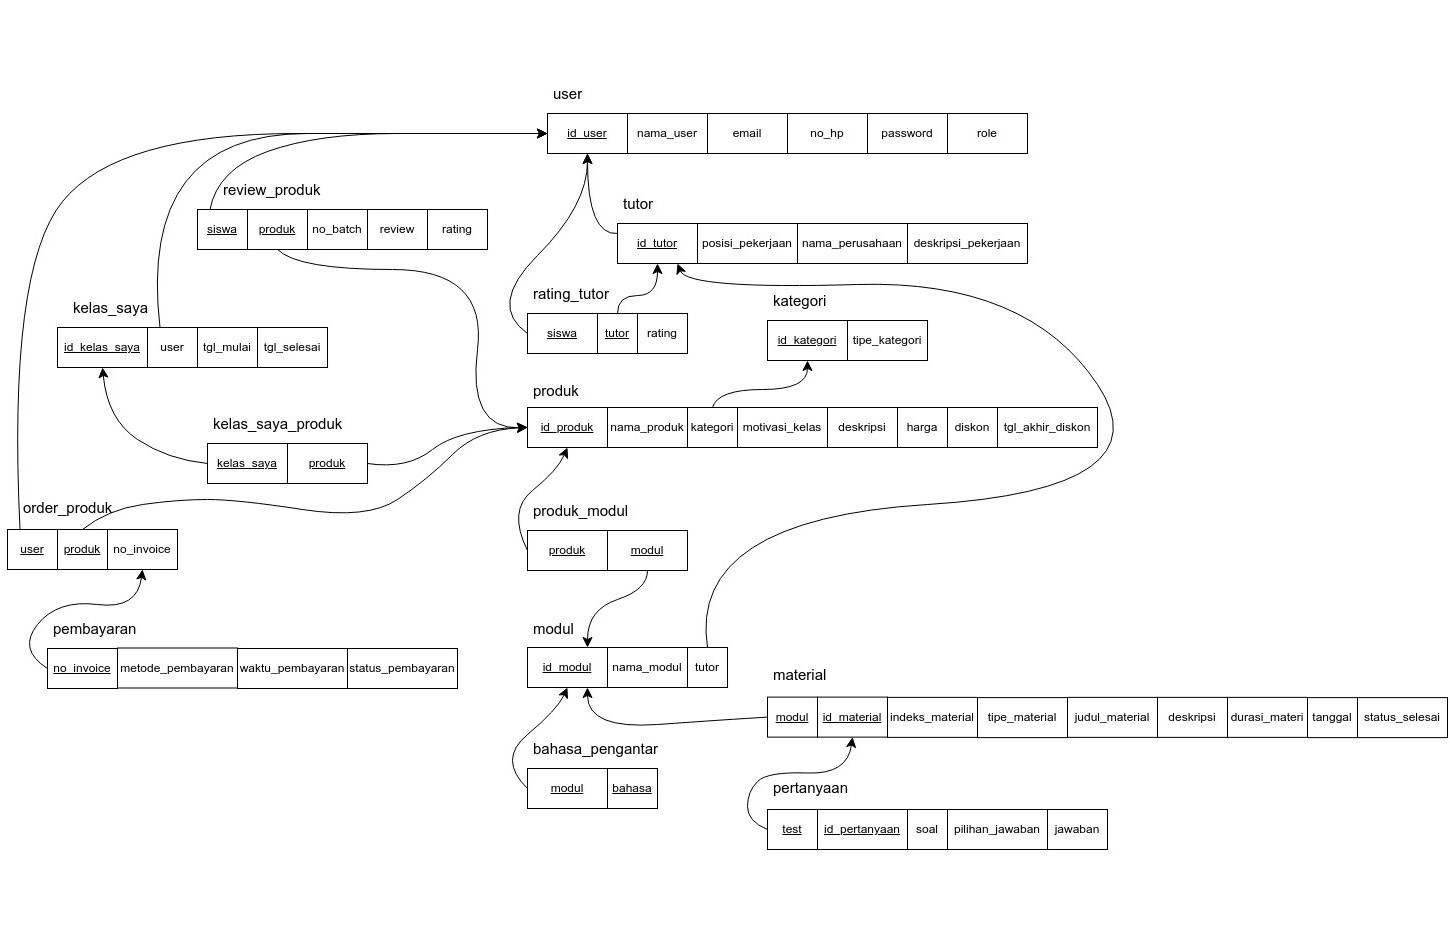 user
id_user nama_user email no_hp password role
review_produk
siswa produk no_batch review rating
tutor
id_tutor posisi_pekerjaan nama_perusahaan deskripsi_pekerjaan
rating_tutor
siswa tutor rating
kategori
id_kategori tipe_kategori
kelas_saya
id_kelas_saya user tgl_mulai tgl_selesai
produk
id_produk nama_produk kategori motivasi_kelas deskripsi harga diskon tgl_akhir_diskon
kelas_saya_produk
kelas_saya produk
order_produk
user produk no_invoice
produk_modul
produk modul
pembayaran
no_invoice metode_pembayaran waktu_pembayaran status_pembayaran
modul
id_modul nama_modul tutor
material
modul id_material indeks_material tipe_material judul_material deskripsi durasi_materi tanggal status_selesai
bahasa_pengantar
modul bahasa
pertanyaan
test id_pertanyaan soal pilihan_jawaban jawaban